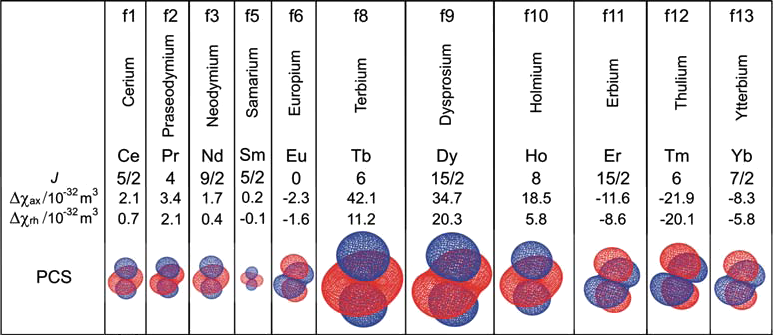 f1 f2 f3 f5 f6 f8 f9 f10 f11 f12 f13
Cerium Praseodymium Neodymium Samarium Europium Terbium Dysprosium Holmium Erbium Thulium Ytterbium
Ce Pr Nd Sm Eu Tb Dy Ho Er Tm Yb
J 5/2 4 9/2 5/2 0 6 15/2 8 15/2 6 7/2
Δχax/10-32 m3 2.1 3.4 1.7 0.2 -2.3 42.1 34.7 18.5 -11.6 -21.9 -8.3
Δχrh/10-32 m3 0.7 2.1 0.4 -0.1 -1.6 11.2 20.3 5.8 -8.6 -20.1 -5.8
PCS